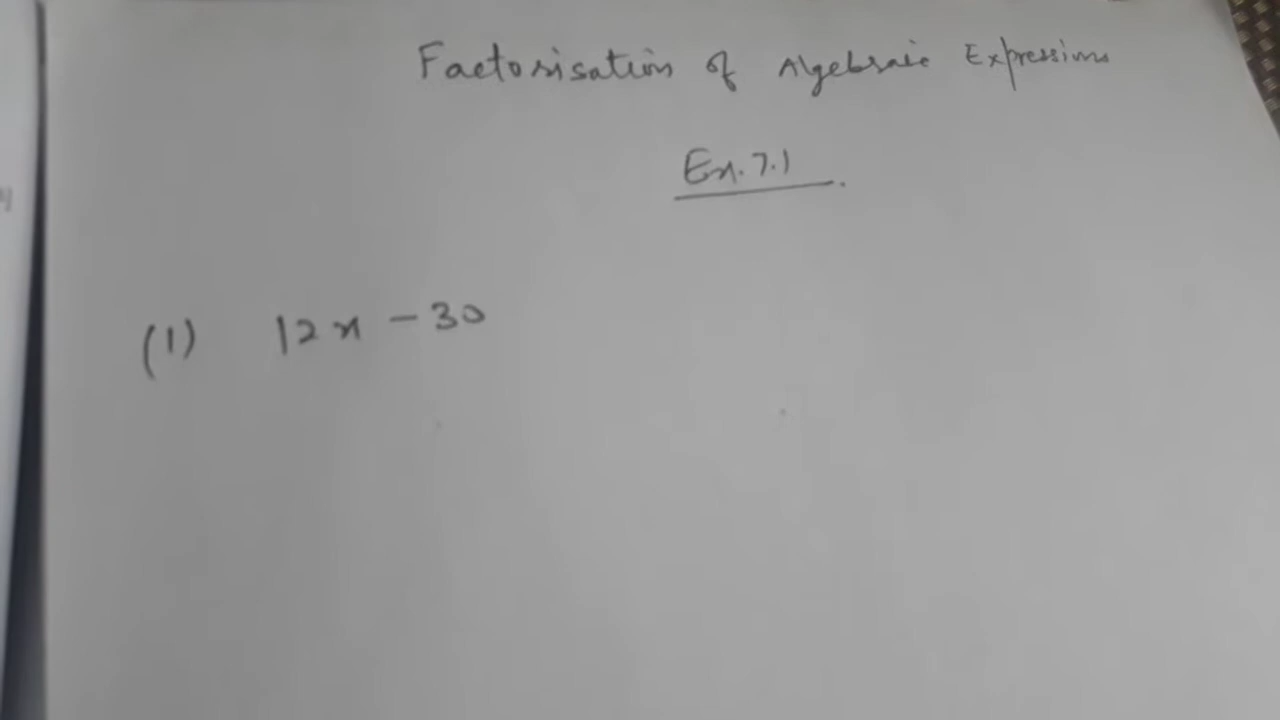 Factorisation of Algebraic Expressions
Ex. 7.1
(1) 12x - 30